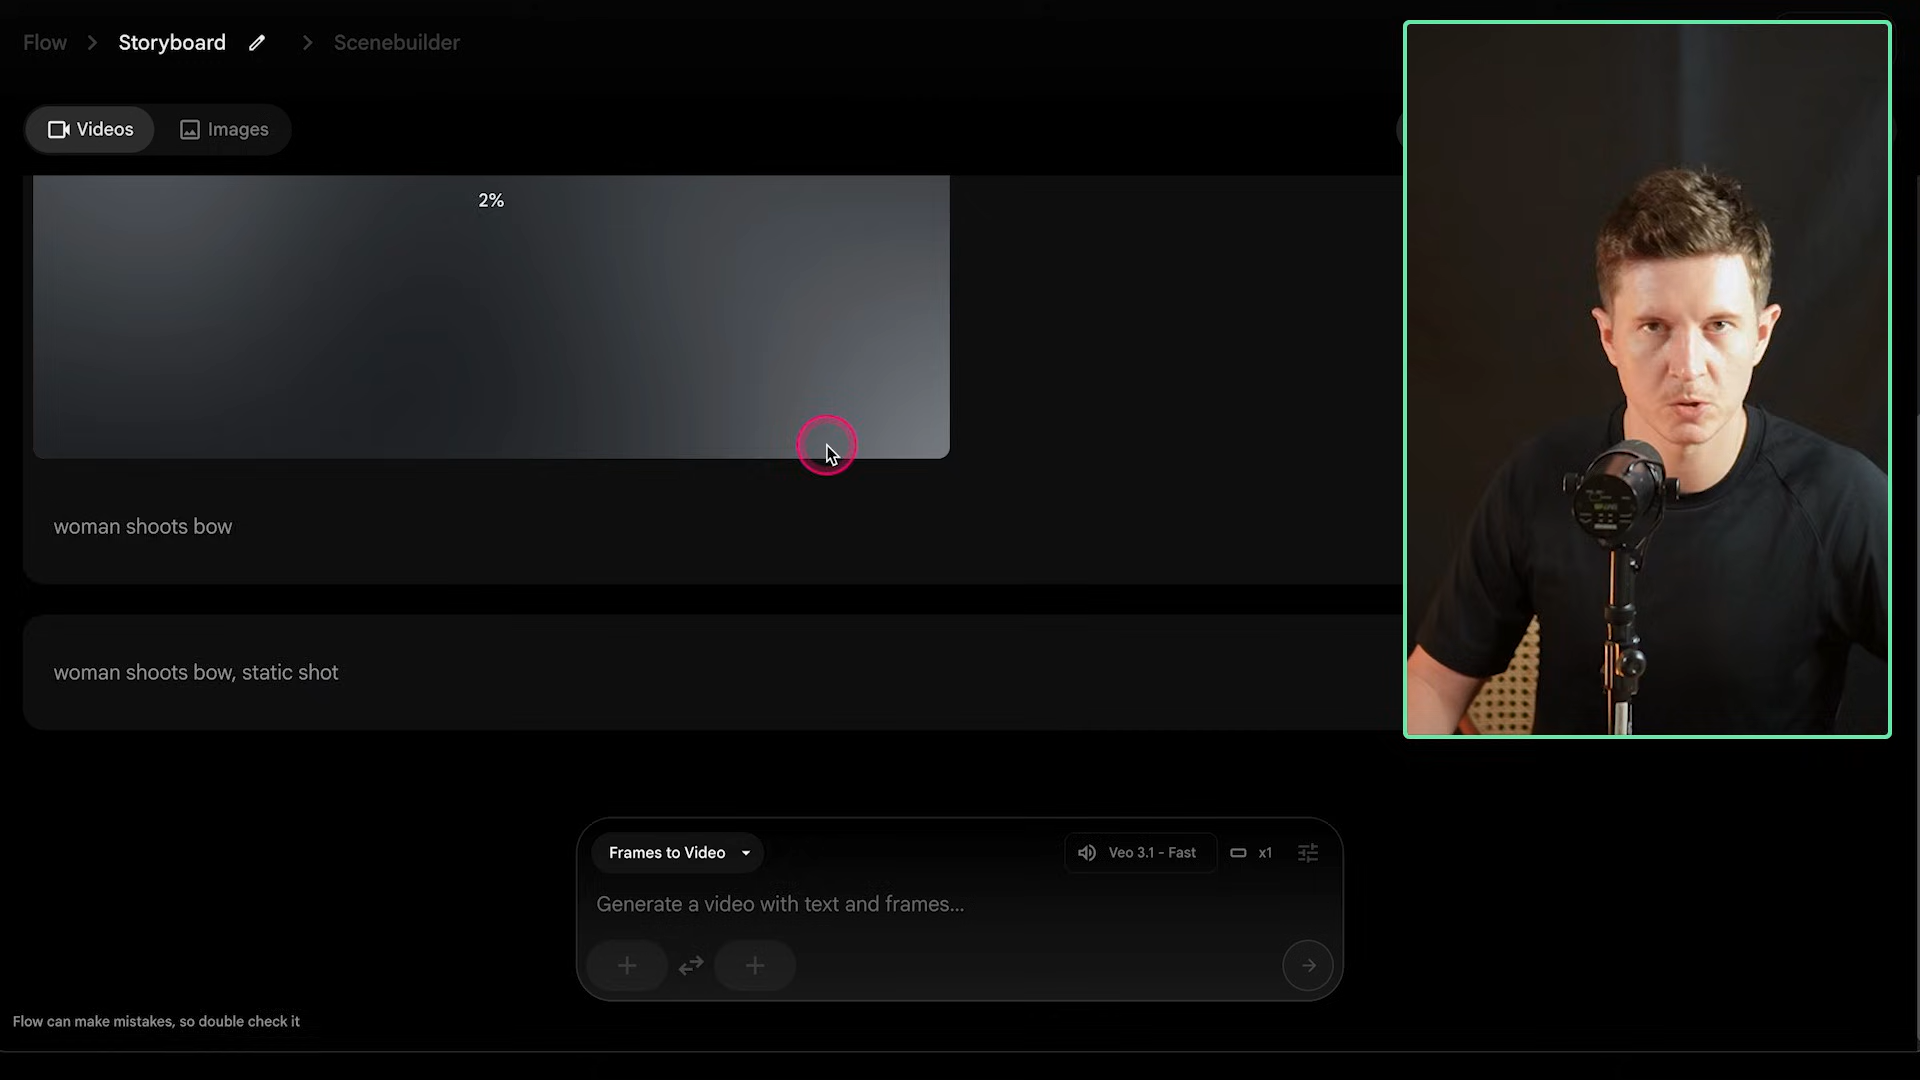 Flow > Storyboard > Scenebuilder
Videos Images
2%
woman shoots bow
woman shoots bow, static shot
Frames to Video Veo 3.1 - Fast x1
Generate a video with text and frames...
Flow can make mistakes, so double check it